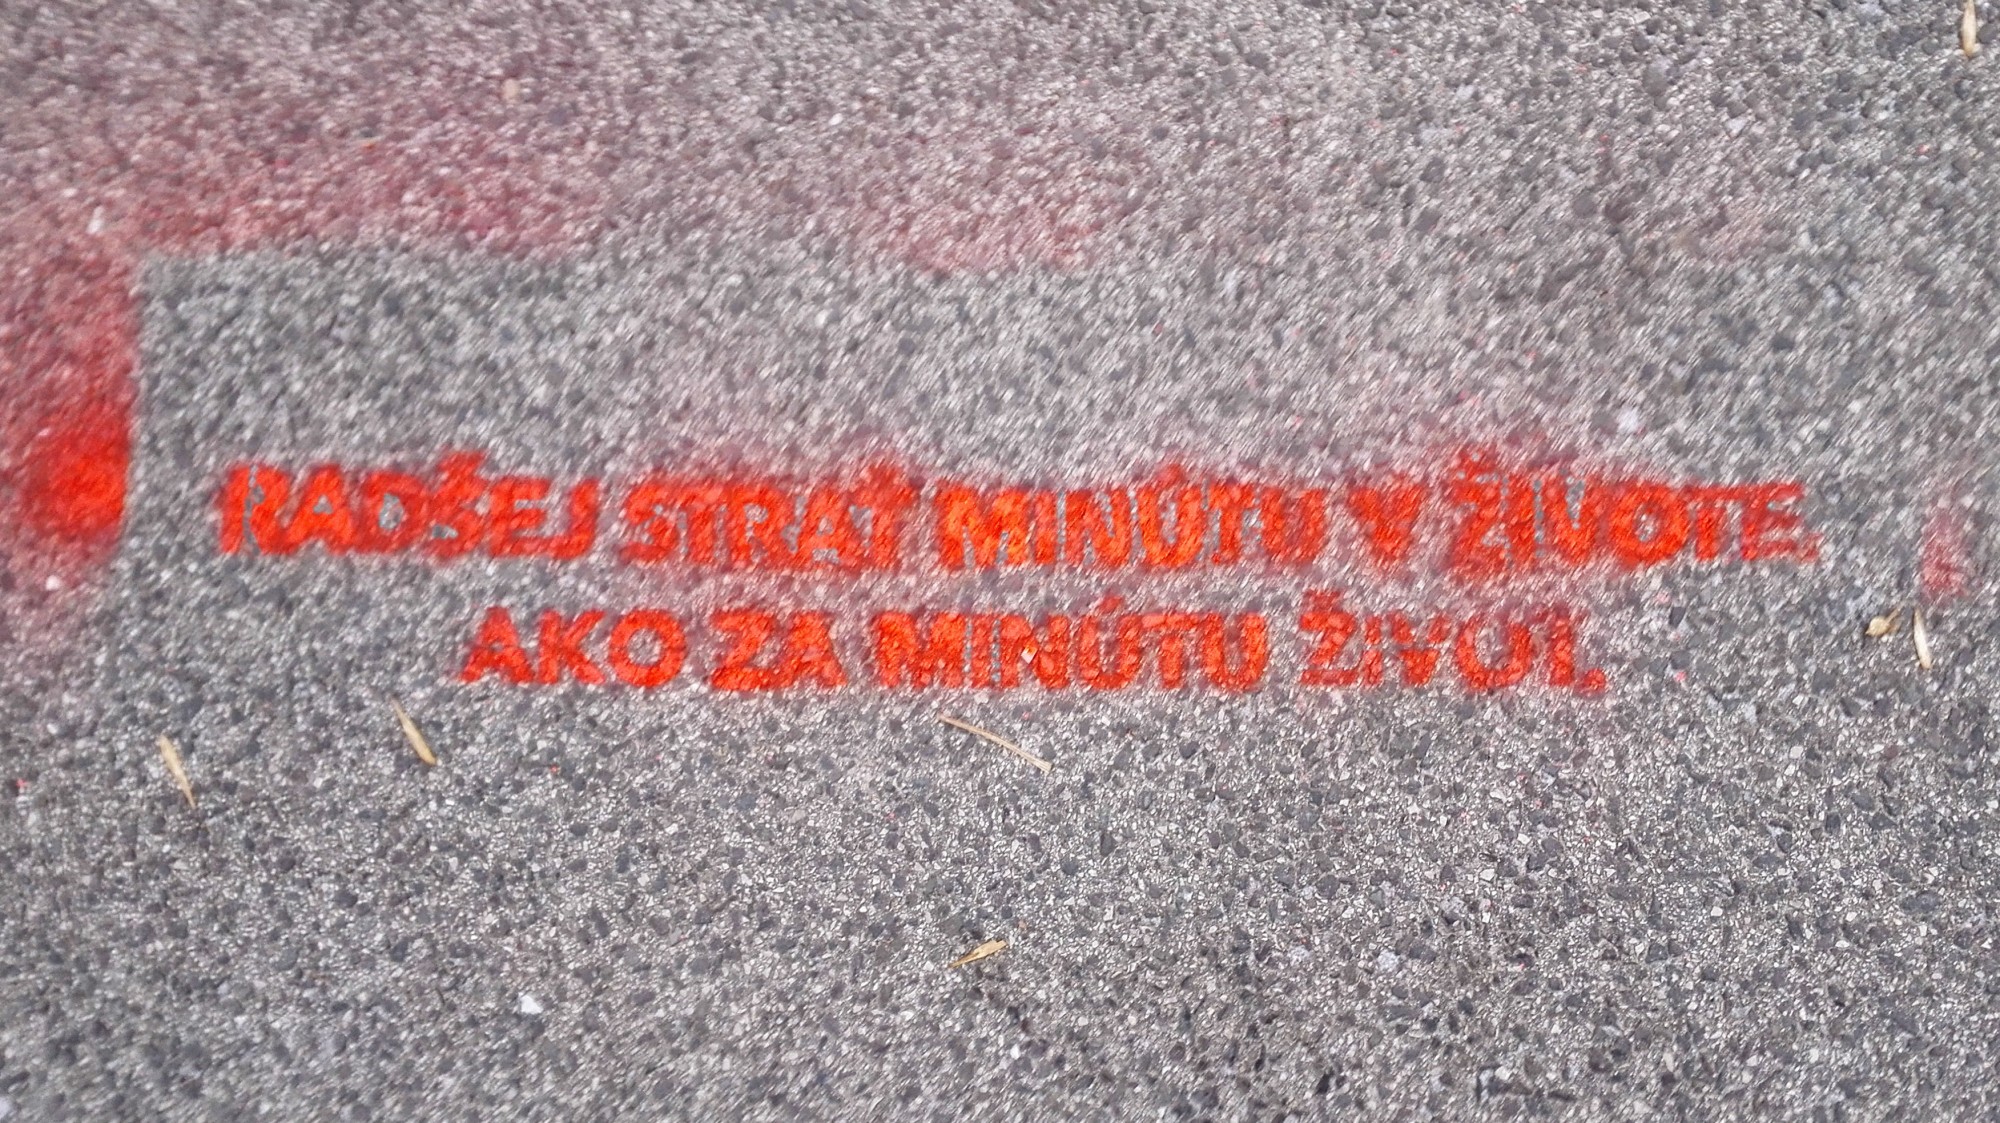 RADŠEJ STRAŤ MINÚTU V ŽIVOTE.
AKO ZA MINÚTU ŽIVOT.